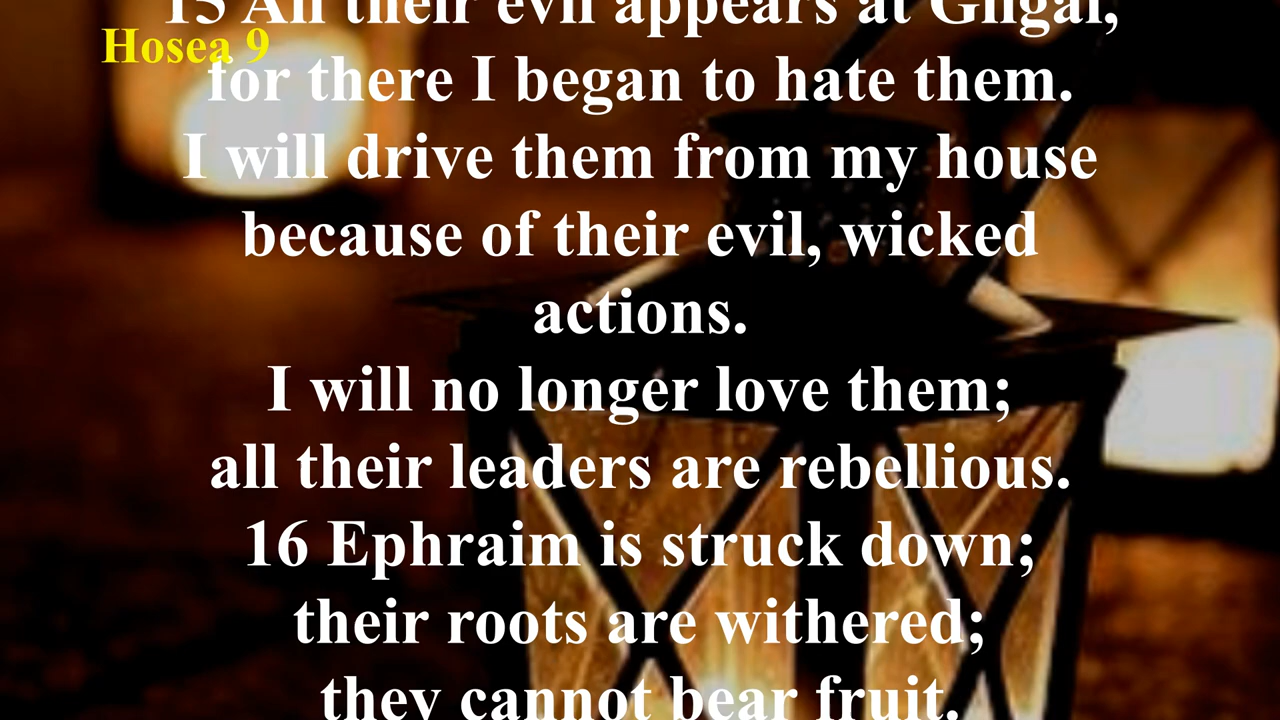 15 All their evil appears at Gilgal,
Hosea 9
for there I began to hate them.
I will drive them from my house
because of their evil, wicked
actions.
I will no longer love them;
all their leaders are rebellious.
16 Ephraim is struck down;
their roots are withered;
they cannot bear fruit.